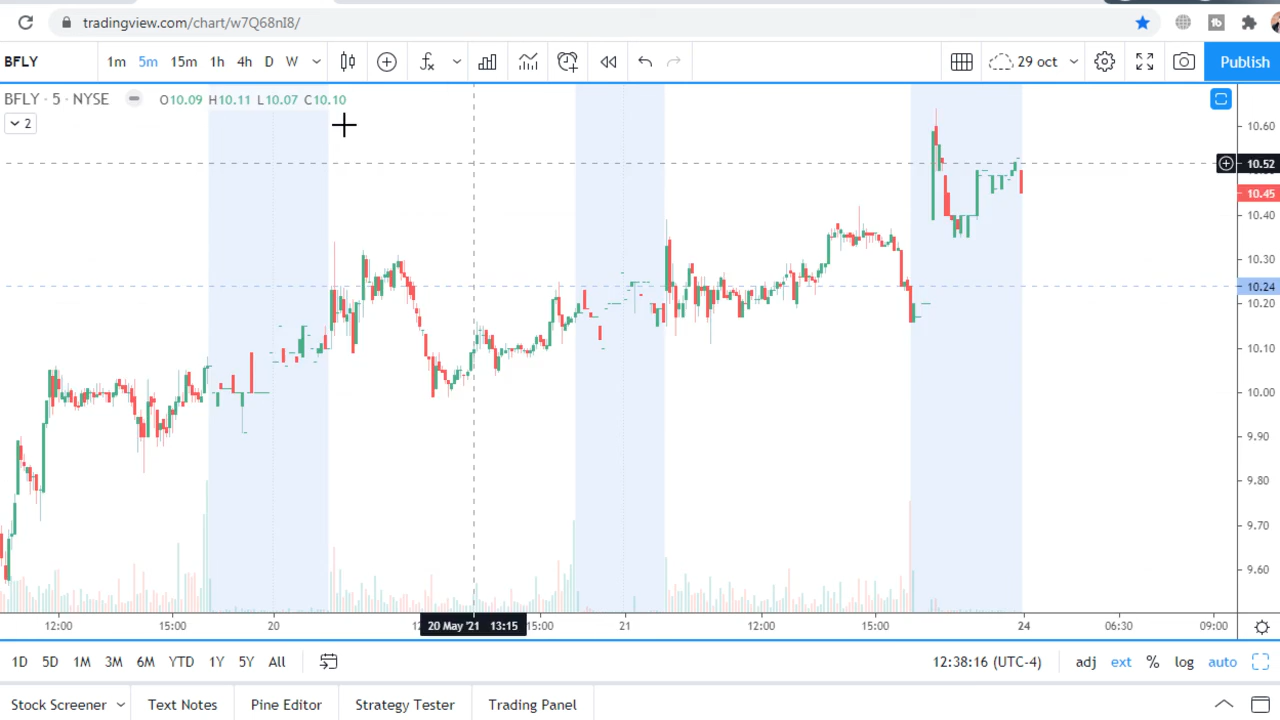 tradingview.com/chart/w7Q68nI8/
BFLY 1m 5m 15m 1h 4h D W 29 oct Publish
BFLY · 5 · NYSE O10.09 H10.11 L10.07 C10.10
2
10.60
10.52
10.45
10.40
10.30
10.24
10.20
10.10
10.00
9.90
9.80
9.70
9.60
12:00 15:00 20 20 May '21 13:15 15:00 21 12:00 15:00 24 06:30 09:00
1D 5D 1M 3M 6M YTD 1Y 5Y All 12:38:16 (UTC-4) adj ext % log auto
Stock Screener Text Notes Pine Editor Strategy Tester Trading Panel